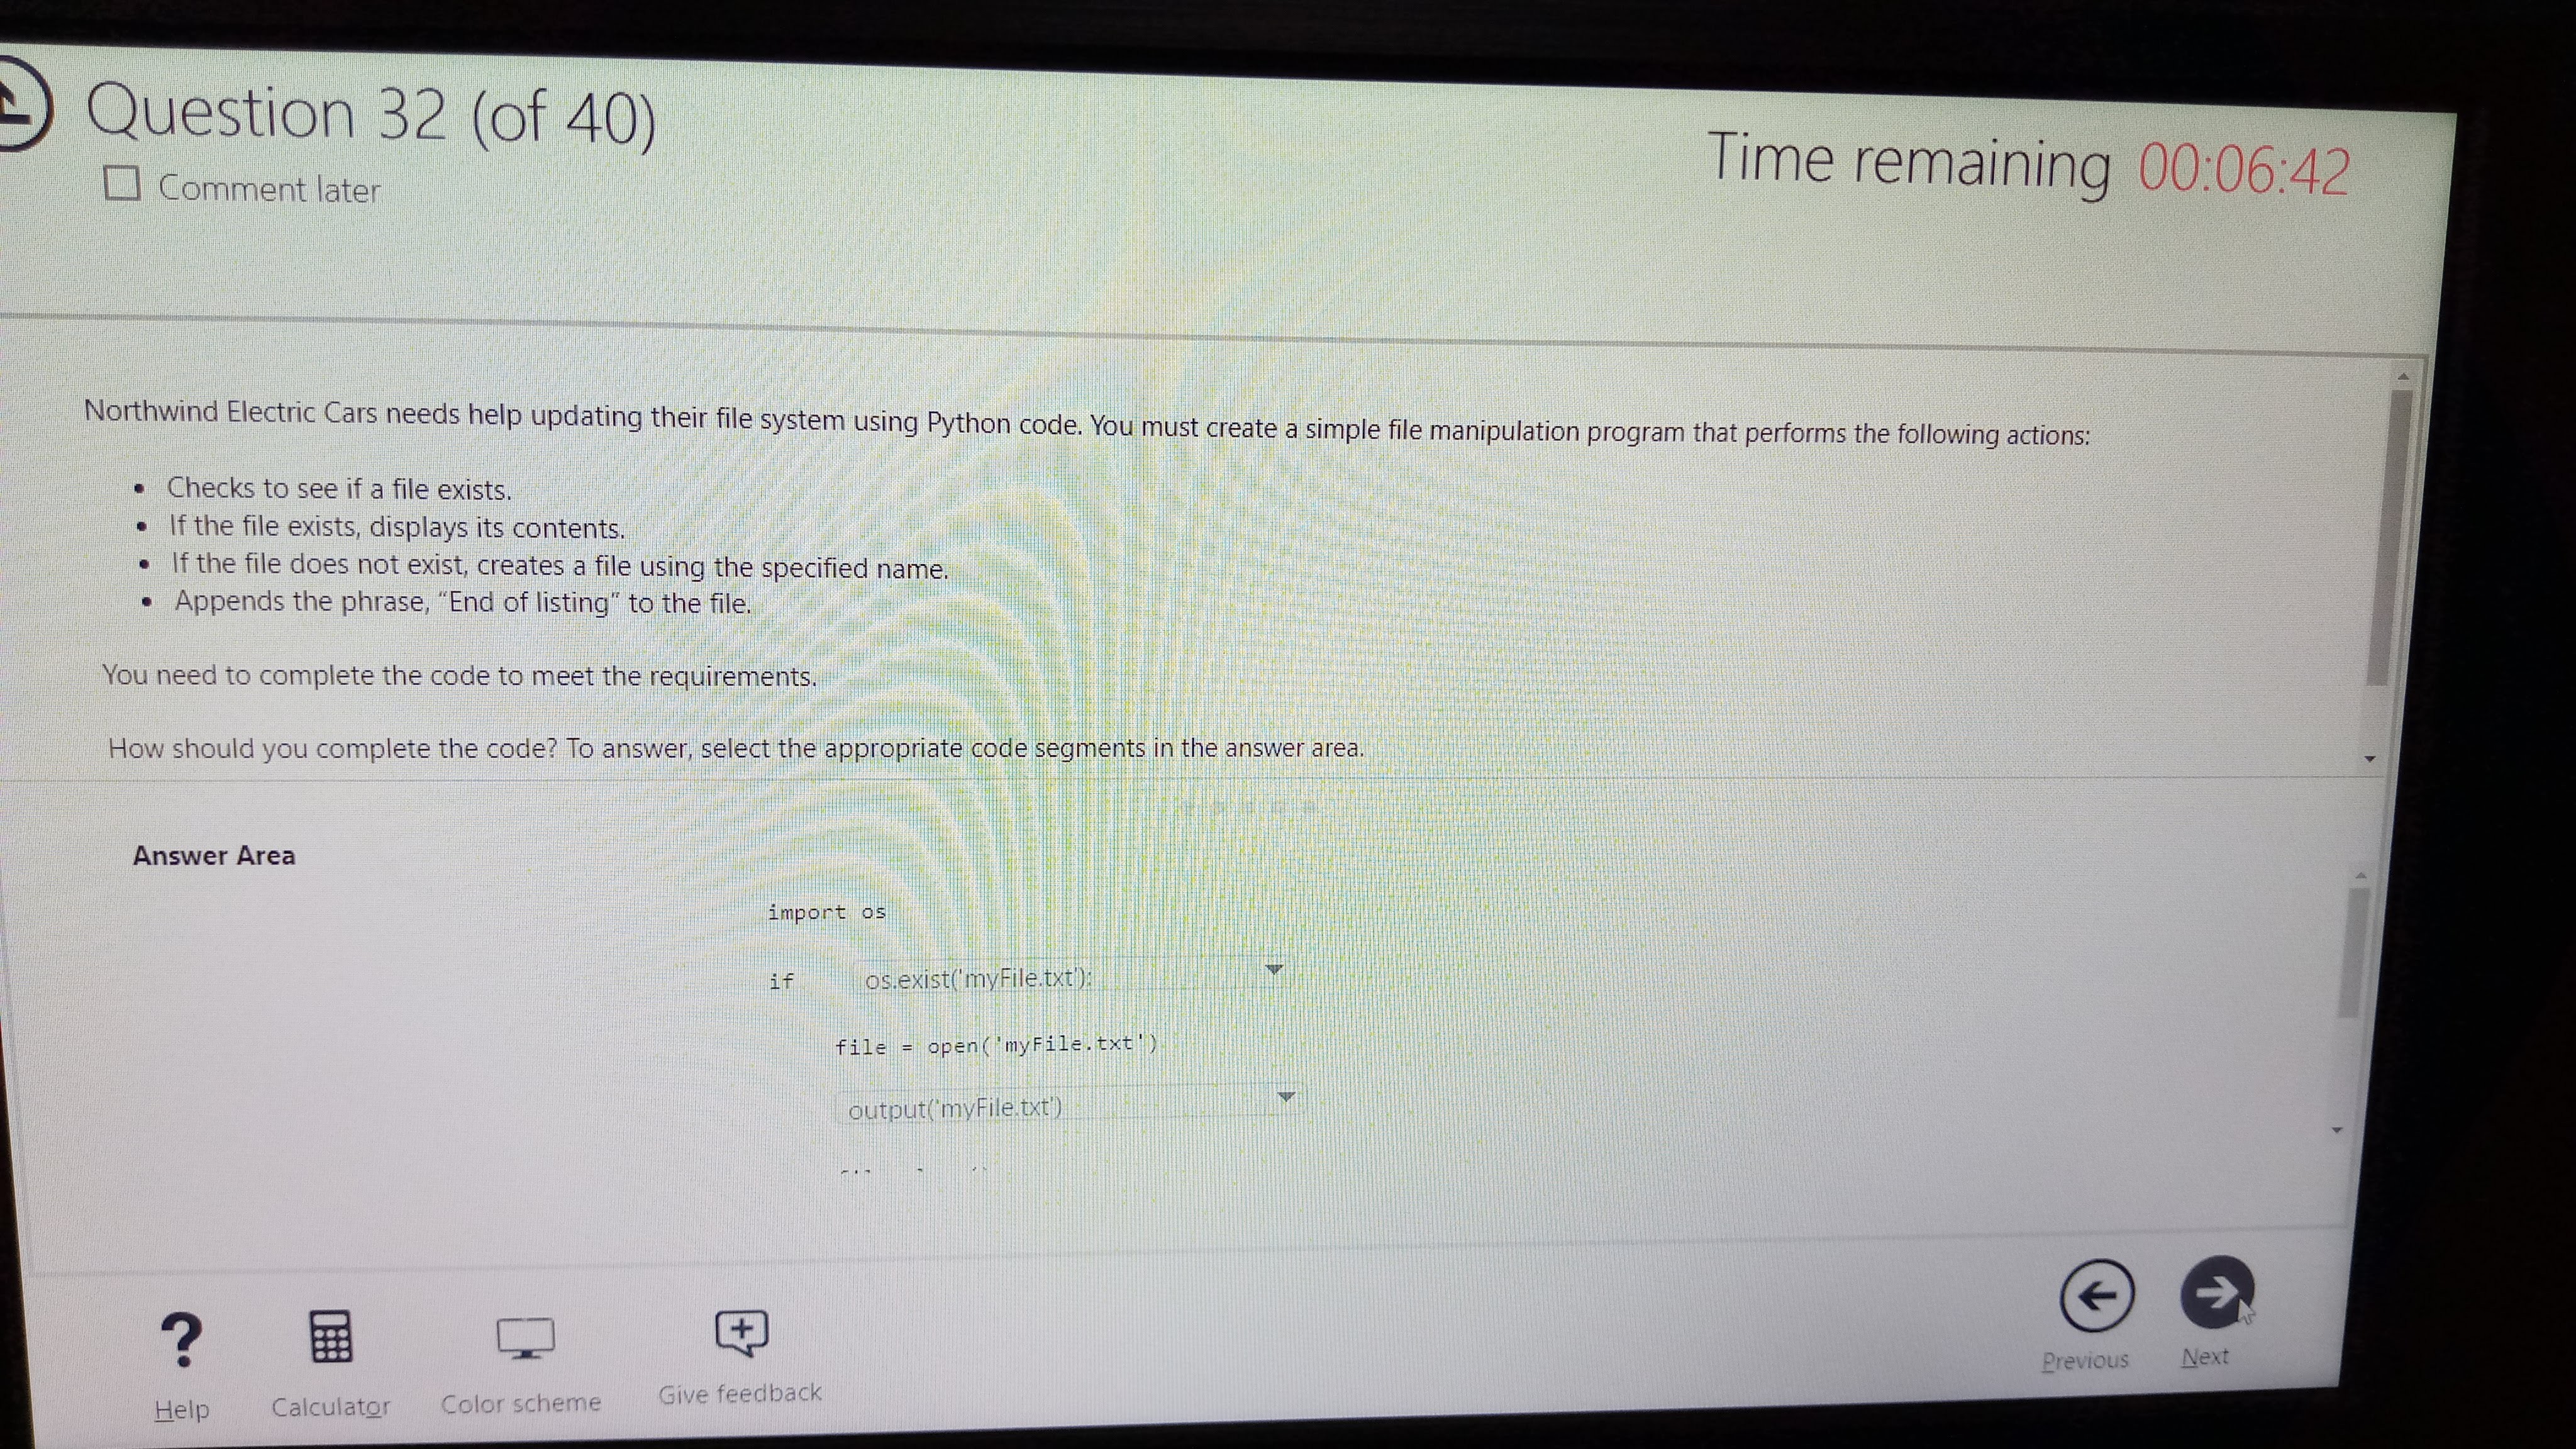 Question 32 (of 40)
Comment later
Time remaining 00:06:42
Northwind Electric Cars needs help updating their file system using Python code. You must create a simple file manipulation program that performs the following actions:
• Checks to see if a file exists.
• If the file exists, displays its contents.
• If the file does not exist, creates a file using the specified name.
• Appends the phrase, “End of listing” to the file.
You need to complete the code to meet the requirements.
How should you complete the code? To answer, select the appropriate code segments in the answer area.
Answer Area
import os
if os.exist('myFile.txt'):
file = open('myFile.txt')
output('myFile.txt')
Help
Calculator
Color scheme
Give feedback
Previous
Next